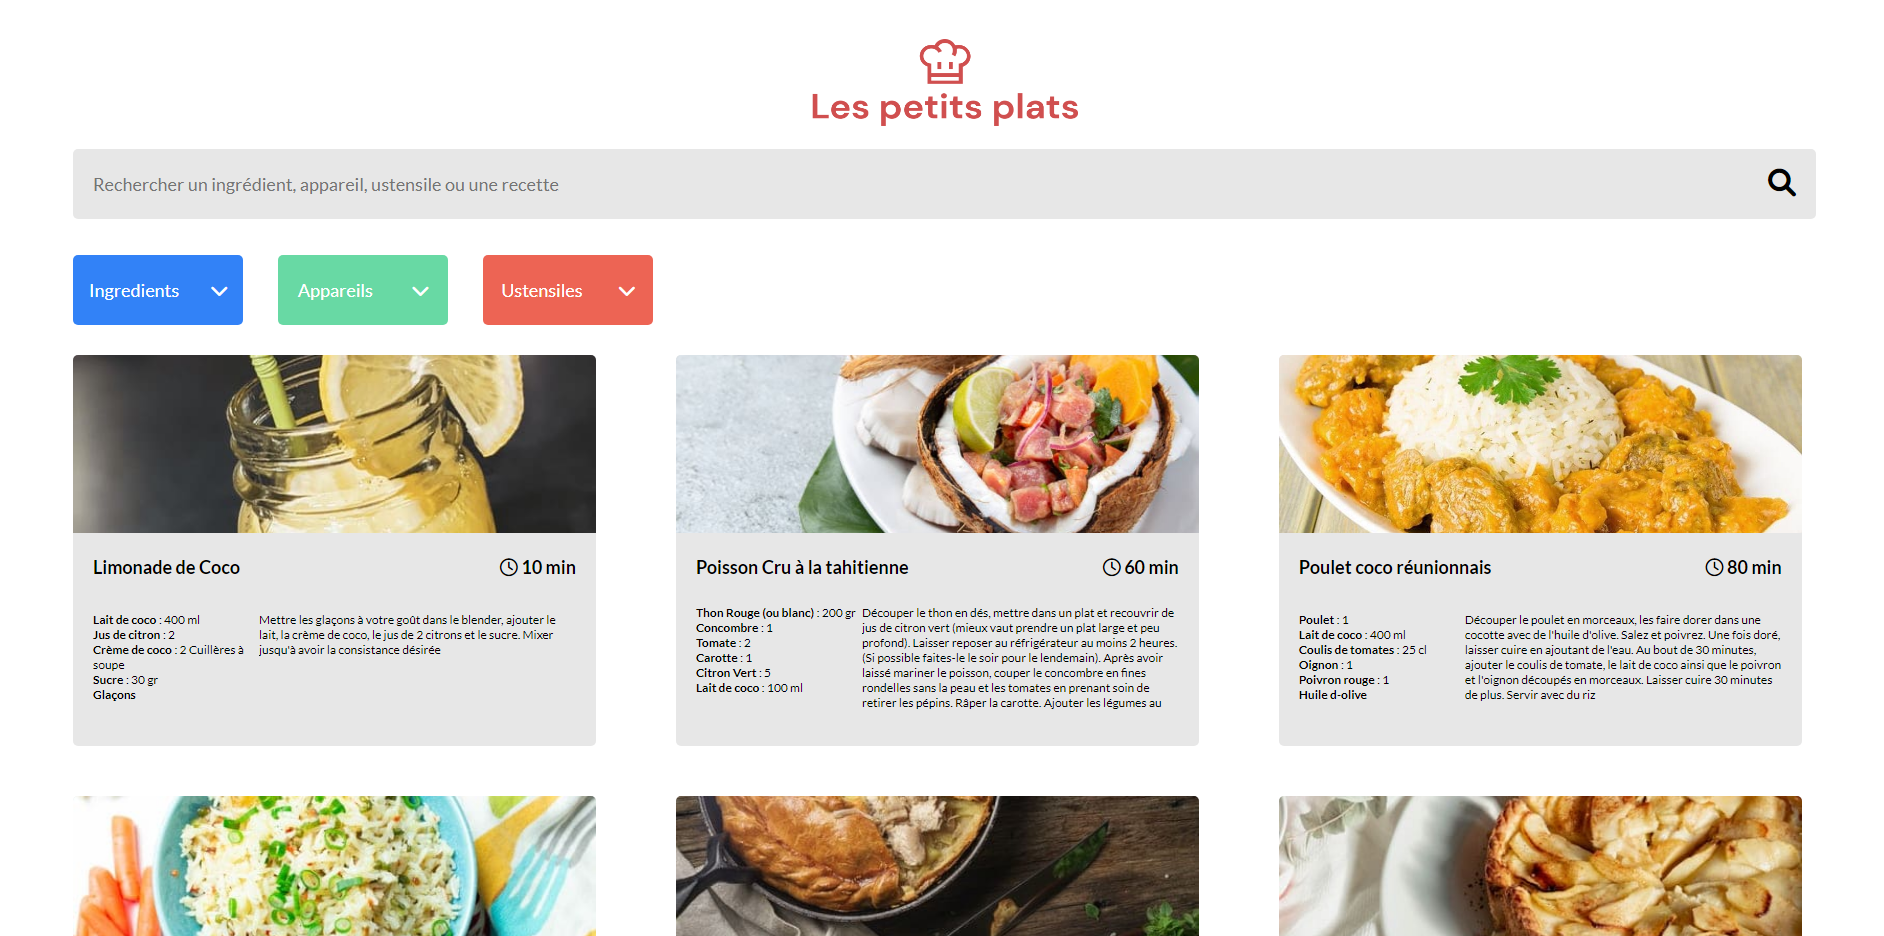 Les petits plats
Rechercher un ingrédient, appareil, ustensile ou une recette
Ingredients
Appareils
Ustensiles
Limonade de Coco
10 min
Lait de coco : 400 ml
Jus de citron : 2
Crème de coco : 2 Cuillères à
soupe
Sucre : 30 gr
Glaçons
Mettre les glaçons à votre goût dans le blender, ajouter le
lait, la crème de coco, le jus de 2 citrons et le sucre. Mixer
jusqu'à avoir la consistance désirée
Poisson Cru à la tahitienne
60 min
Thon Rouge (ou blanc) : 200 gr
Concombre : 1
Tomate : 2
Carotte : 1
Citron Vert : 5
Lait de coco : 100 ml
Découper le thon en dés, mettre dans un plat et recouvrir de
jus de citron vert (mieux vaut prendre un plat large et peu
profond). Laisser reposer au réfrigérateur au moins 2 heures.
(Si possible faites-le le soir pour le lendemain). Après avoir
laissé mariner le poisson, couper le concombre en fines
rondelles sans la peau et les tomates en prenant soin de
retirer les pépins. Râper la carotte. Ajouter les légumes au
Poulet coco réunionnais
80 min
Poulet : 1
Lait de coco : 400 ml
Coulis de tomates : 25 cl
Oignon : 1
Poivron rouge : 1
Huile d-olive
Découper le poulet en morceaux, les faire dorer dans une
cocotte avec de l'huile d'olive. Salez et poivrez. Une fois doré,
laisser cuire en ajoutant de l'eau. Au bout de 30 minutes,
ajouter le coulis de tomate, le lait de coco ainsi que le poivron
et l'oignon découpés en morceaux. Laisser cuire 30 minutes
de plus. Servir avec du riz